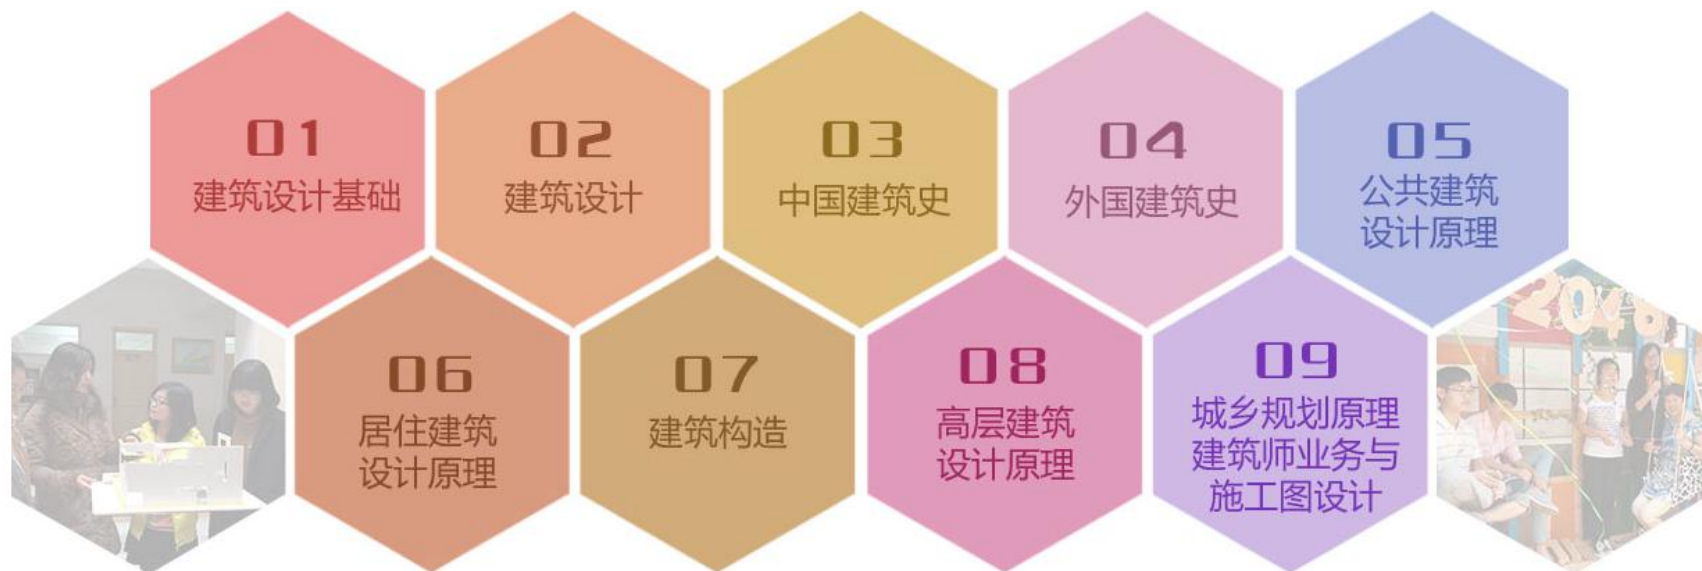 01
建筑设计基础
02
建筑设计
03
中国建筑史
04
外国建筑史
05
公共建筑
设计原理
06
居住建筑
设计原理
07
建筑构造
08
高层建筑
设计原理
09
城乡规划原理
建筑师业务与
施工图设计
2048